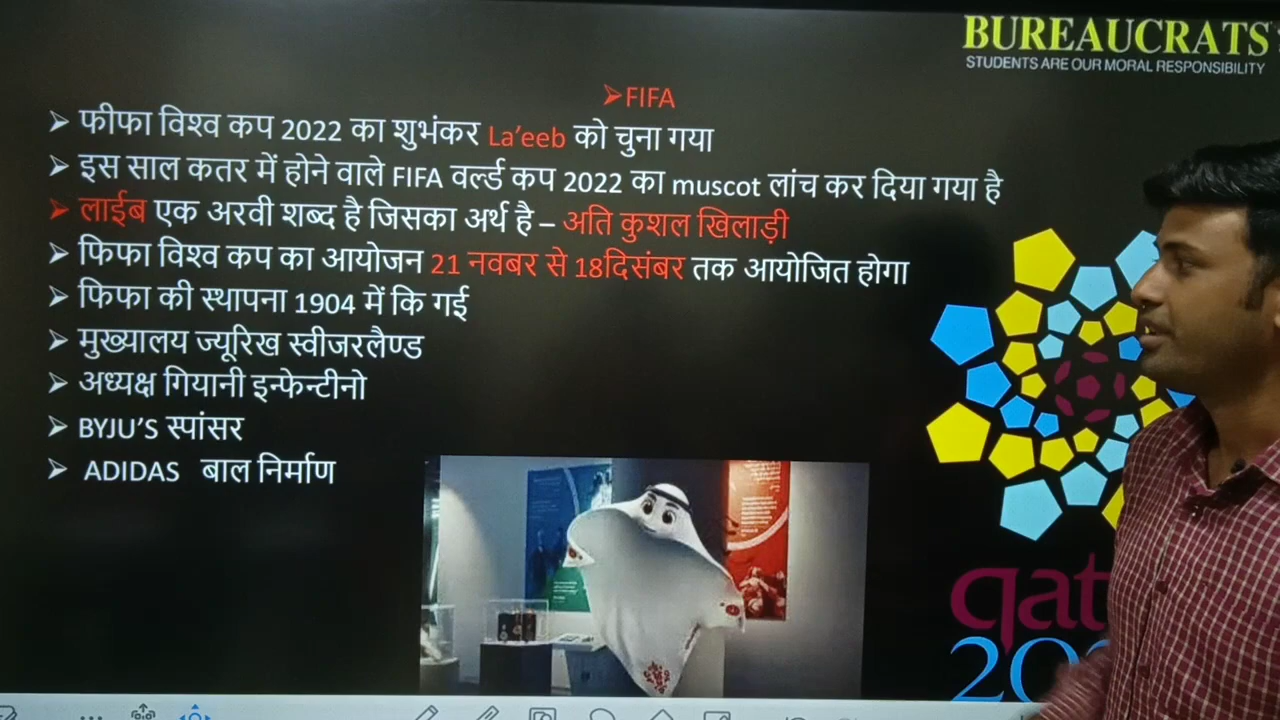 BUREAUCRATS
STUDENTS ARE OUR MORAL RESPONSIBILITY
➢FIFA
➢ फीफा विश्व कप 2022 का शुभंकर La’eeb को चुना गया
➢ इस साल कतर में होने वाले FIFA वर्ल्ड कप 2022 का muscot लांच कर दिया गया है
➢ लाईब एक अरवी शब्द है जिसका अर्थ है – अति कुशल खिलाड़ी
➢ फिफा विश्व कप का आयोजन 21 नवबर से 18दिसंबर तक आयोजित होगा
➢ फिफा की स्थापना 1904 में कि गई
➢ मुख्यालय ज्यूरिख स्वीजरलैण्ड
➢ अध्यक्ष गियानी इन्फेन्टीनो
➢ BYJU’S स्पांसर
➢ ADIDAS बाल निर्माण
qat
20